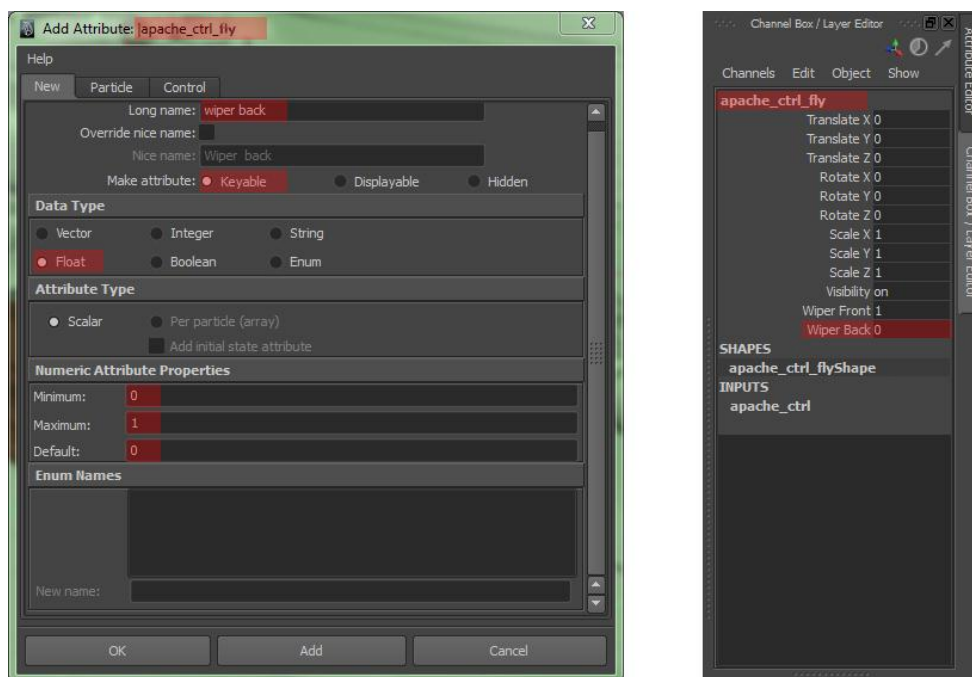 Add Attribute: |apache_ctrl_fly
Help
New Particle Control
Long name: wiper back
Override nice name:
Nice name: Wiper back
Make attribute: Keyable Displayable Hidden
Data Type
Vector Integer String
Float Boolean Enum
Attribute Type
Scalar Per particle (array)
Add initial state attribute
Numeric Attribute Properties
Minimum: 0
Maximum: 1
Default: 0
Enum Names
New name:
OK Add Cancel
Channel Box / Layer Editor
Channels Edit Object Show
apache_ctrl_fly
Translate X 0
Translate Y 0
Translate Z 0
Rotate X 0
Rotate Y 0
Rotate Z 0
Scale X 1
Scale Y 1
Scale Z 1
Visibility on
Wiper Front 1
Wiper Back 0
SHAPES
apache_ctrl_flyShape
INPUTS
apache_ctrl
Attribute Editor
Channel Box / Layer Editor